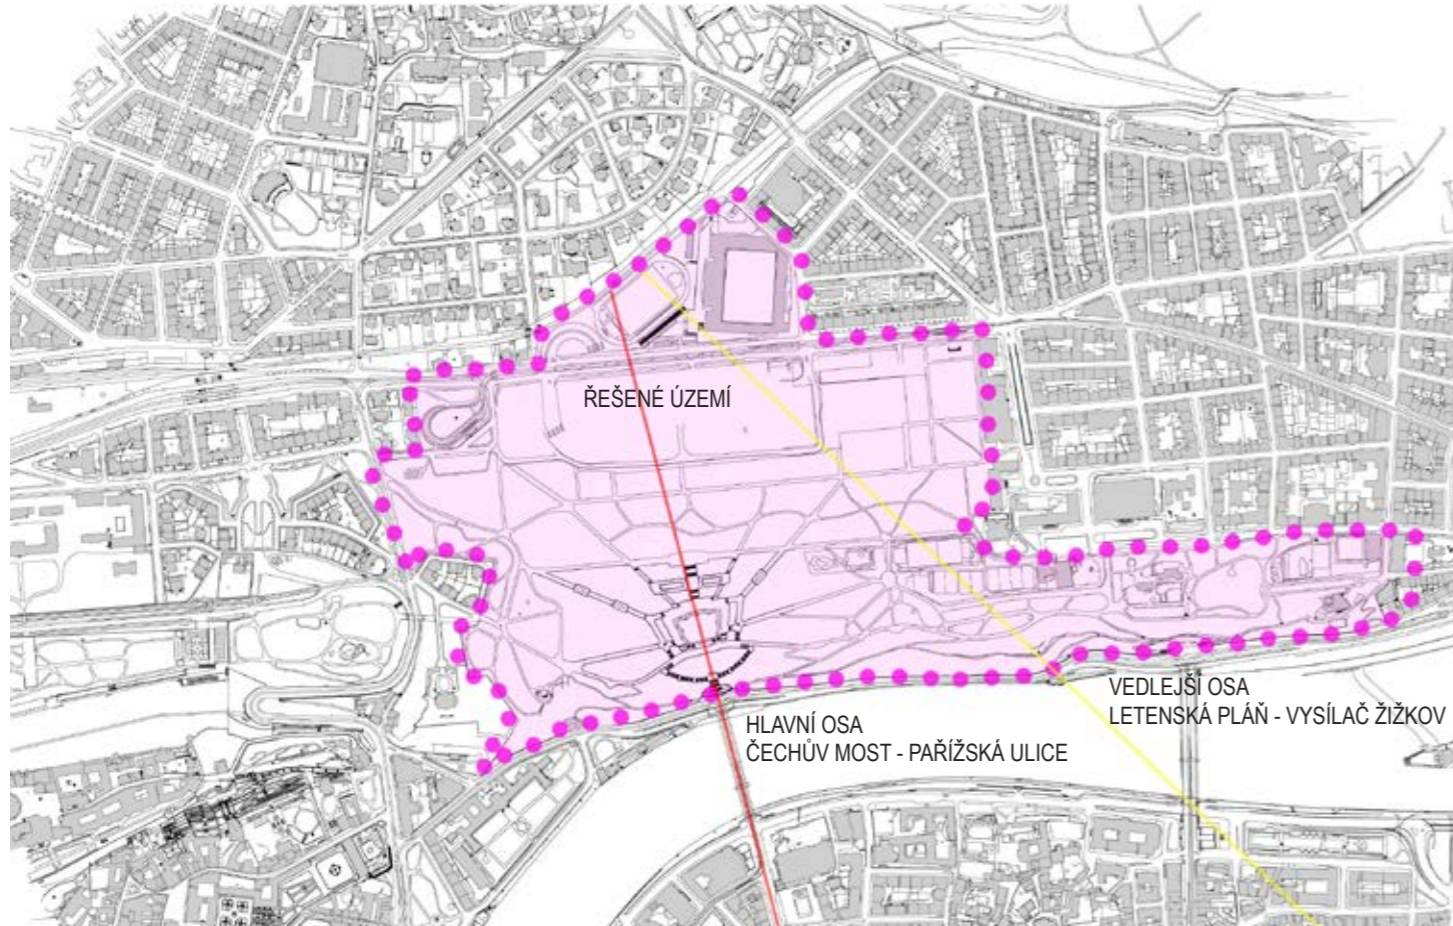 ŘEŠENÉ ÚZEMÍ
VEDLEJŠÍ OSA
LETENSKÁ PLÁŇ - VYSÍLAČ ŽIŽKOV
HLAVNÍ OSA
ČECHŮV MOST - PAŘÍŽSKÁ ULICE